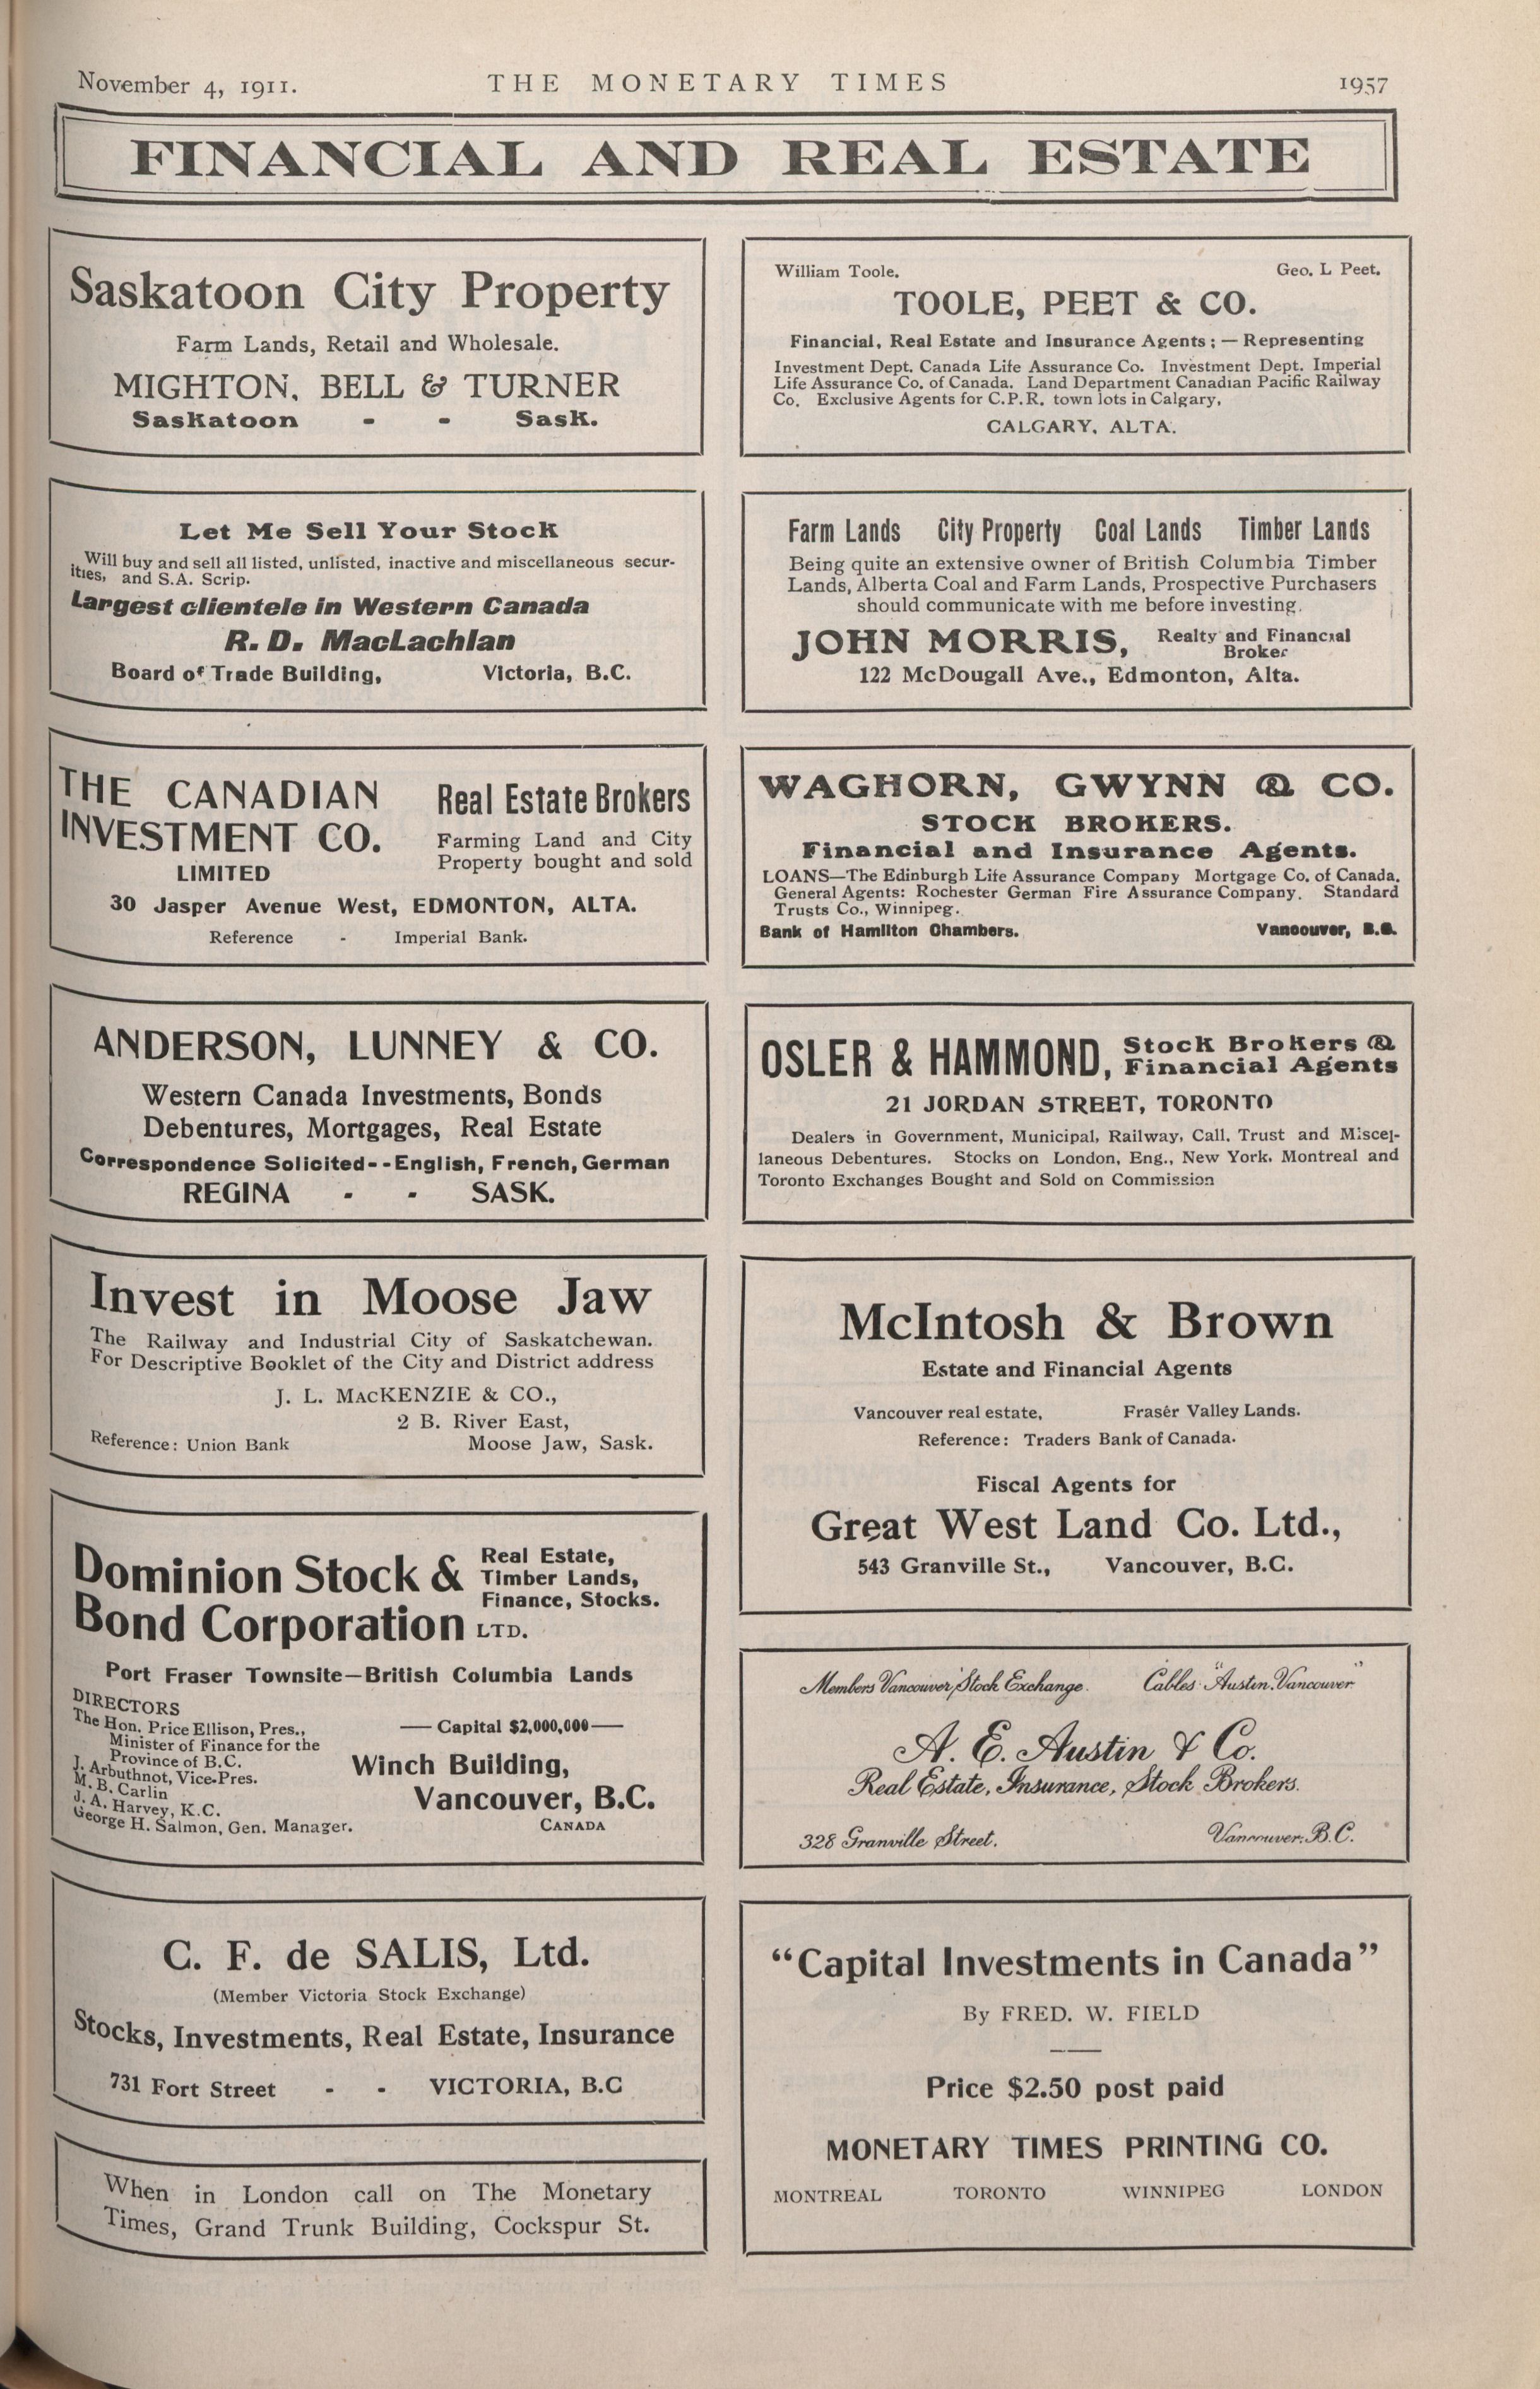 November 4, 1911.
THE MONETARY TIMES
1957
FINANCIAL AND REAL ESTATE
Saskatoon City Property
Farm Lands, Retail and Wholesale.
MIGHTON, BELL & TURNER
Saskatoon - - Sask.
Let Me Sell Your Stock
Will buy and sell all listed, unlisted, inactive and miscellaneous secur-
ities, and S.A. Scrip.
Largest clientele in Western Canada
R. D. MacLachlan
Board of Trade Building, Victoria, B.C.
THE CANADIAN
INVESTMENT CO.
LIMITED
Real Estate Brokers
Farming Land and City
Property bought and sold
30 Jasper Avenue West, EDMONTON, ALTA.
Reference - Imperial Bank.
ANDERSON, LUNNEY & CO.
Western Canada Investments, Bonds
Debentures, Mortgages, Real Estate
Correspondence Solicited--English, French, German
REGINA - - SASK.
Invest in Moose Jaw
The Railway and Industrial City of Saskatchewan.
For Descriptive Booklet of the City and District address
J. L. MacKENZIE & CO.,
2 B. River East,
Reference: Union Bank Moose Jaw, Sask.
Dominion Stock &
Bond Corporation LTD.
Real Estate,
Timber Lands,
Finance, Stocks.
Port Fraser Townsite—British Columbia Lands
DIRECTORS
The Hon. Price Ellison, Pres.,
Minister of Finance for the
Province of B.C.
J. Arbuthnot, Vice-Pres.
M. B. Carlin
J. A. Harvey, K.C.
George H. Salmon, Gen. Manager.
— Capital $2,000,000 —
Winch Building,
Vancouver, B.C.
CANADA
C. F. de SALIS, Ltd.
(Member Victoria Stock Exchange)
Stocks, Investments, Real Estate, Insurance
731 Fort Street - - VICTORIA, B.C
When in London call on The Monetary
Times, Grand Trunk Building, Cockspur St.
William Toole. Geo. L Peet.
TOOLE, PEET & CO.
Financial, Real Estate and Insurance Agents; — Representing
Investment Dept. Canada Life Assurance Co. Investment Dept. Imperial
Life Assurance Co. of Canada. Land Department Canadian Pacific Railway
Co. Exclusive Agents for C.P.R. town lots in Calgary,
CALGARY, ALTA.
Farm Lands City Property Coal Lands Timber Lands
Being quite an extensive owner of British Columbia Timber
Lands, Alberta Coal and Farm Lands, Prospective Purchasers
should communicate with me before investing.
JOHN MORRIS, Realty and Financial
Broker
122 McDougall Ave., Edmonton, Alta.
WAGHORN, GWYNN & CO.
STOCK BROKERS.
Financial and Insurance Agents.
LOANS—The Edinburgh Life Assurance Company Mortgage Co. of Canada.
General Agents: Rochester German Fire Assurance Company. Standard
Trusts Co., Winnipeg.
Bank of Hamilton Chambers. Vancouver, B.C.
OSLER & HAMMOND, Stock Brokers &
Financial Agents
21 JORDAN STREET, TORONTO
Dealers in Government, Municipal, Railway, Call, Trust and Miscel-
laneous Debentures. Stocks on London, Eng., New York, Montreal and
Toronto Exchanges Bought and Sold on Commission
McIntosh & Brown
Estate and Financial Agents
Vancouver real estate, Fraser Valley Lands.
Reference: Traders Bank of Canada.
Fiscal Agents for
Great West Land Co. Ltd.,
543 Granville St., Vancouver, B.C.
Members Vancouver Stock Exchange. Cables "Austin, Vancouver"
A. E. Austin & Co.
Real Estate, Insurance, Stock Brokers.
328 Granville Street. Vancouver, B.C.
"Capital Investments in Canada"
By FRED. W. FIELD
Price $2.50 post paid
MONETARY TIMES PRINTING CO.
MONTREAL TORONTO WINNIPEG LONDON